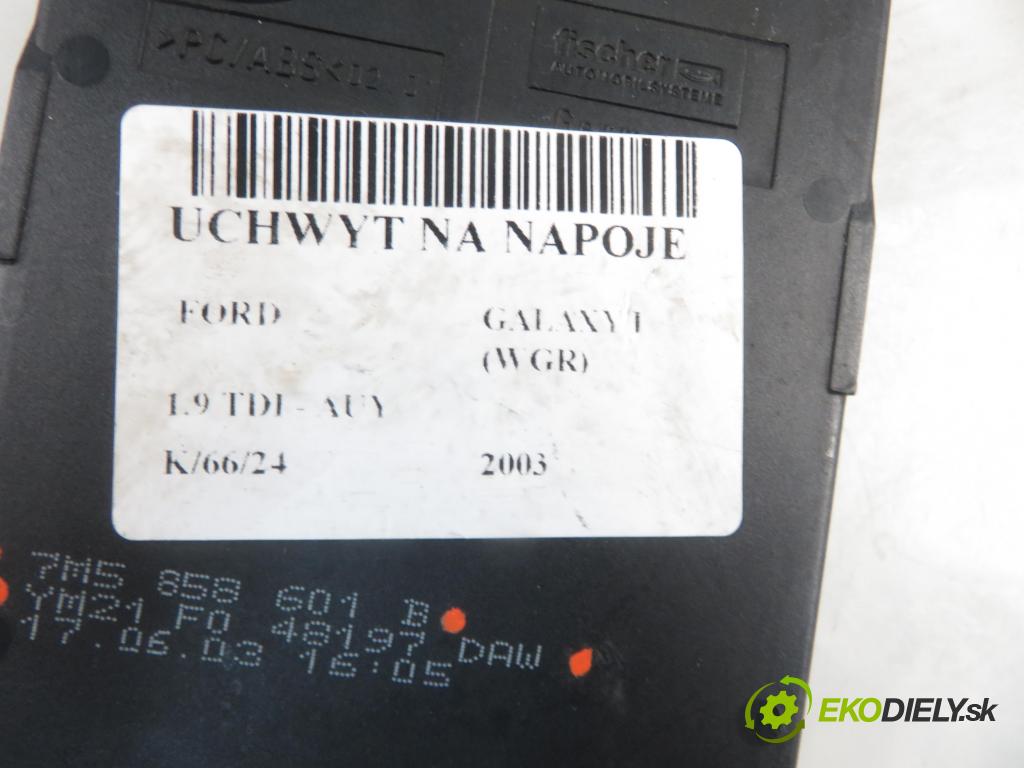 >PC/ABS<
fischer
AUTOMOBILSYSTEME
UCHWYT NA NAPOJE
FORD GALAXY I
(WGR)
1.9 TDI - AUY
K/66/24 2003
7M5 858 601 B
YM21 F0 48197 DAW
17.06.03 16:05
EKODIELY.sk